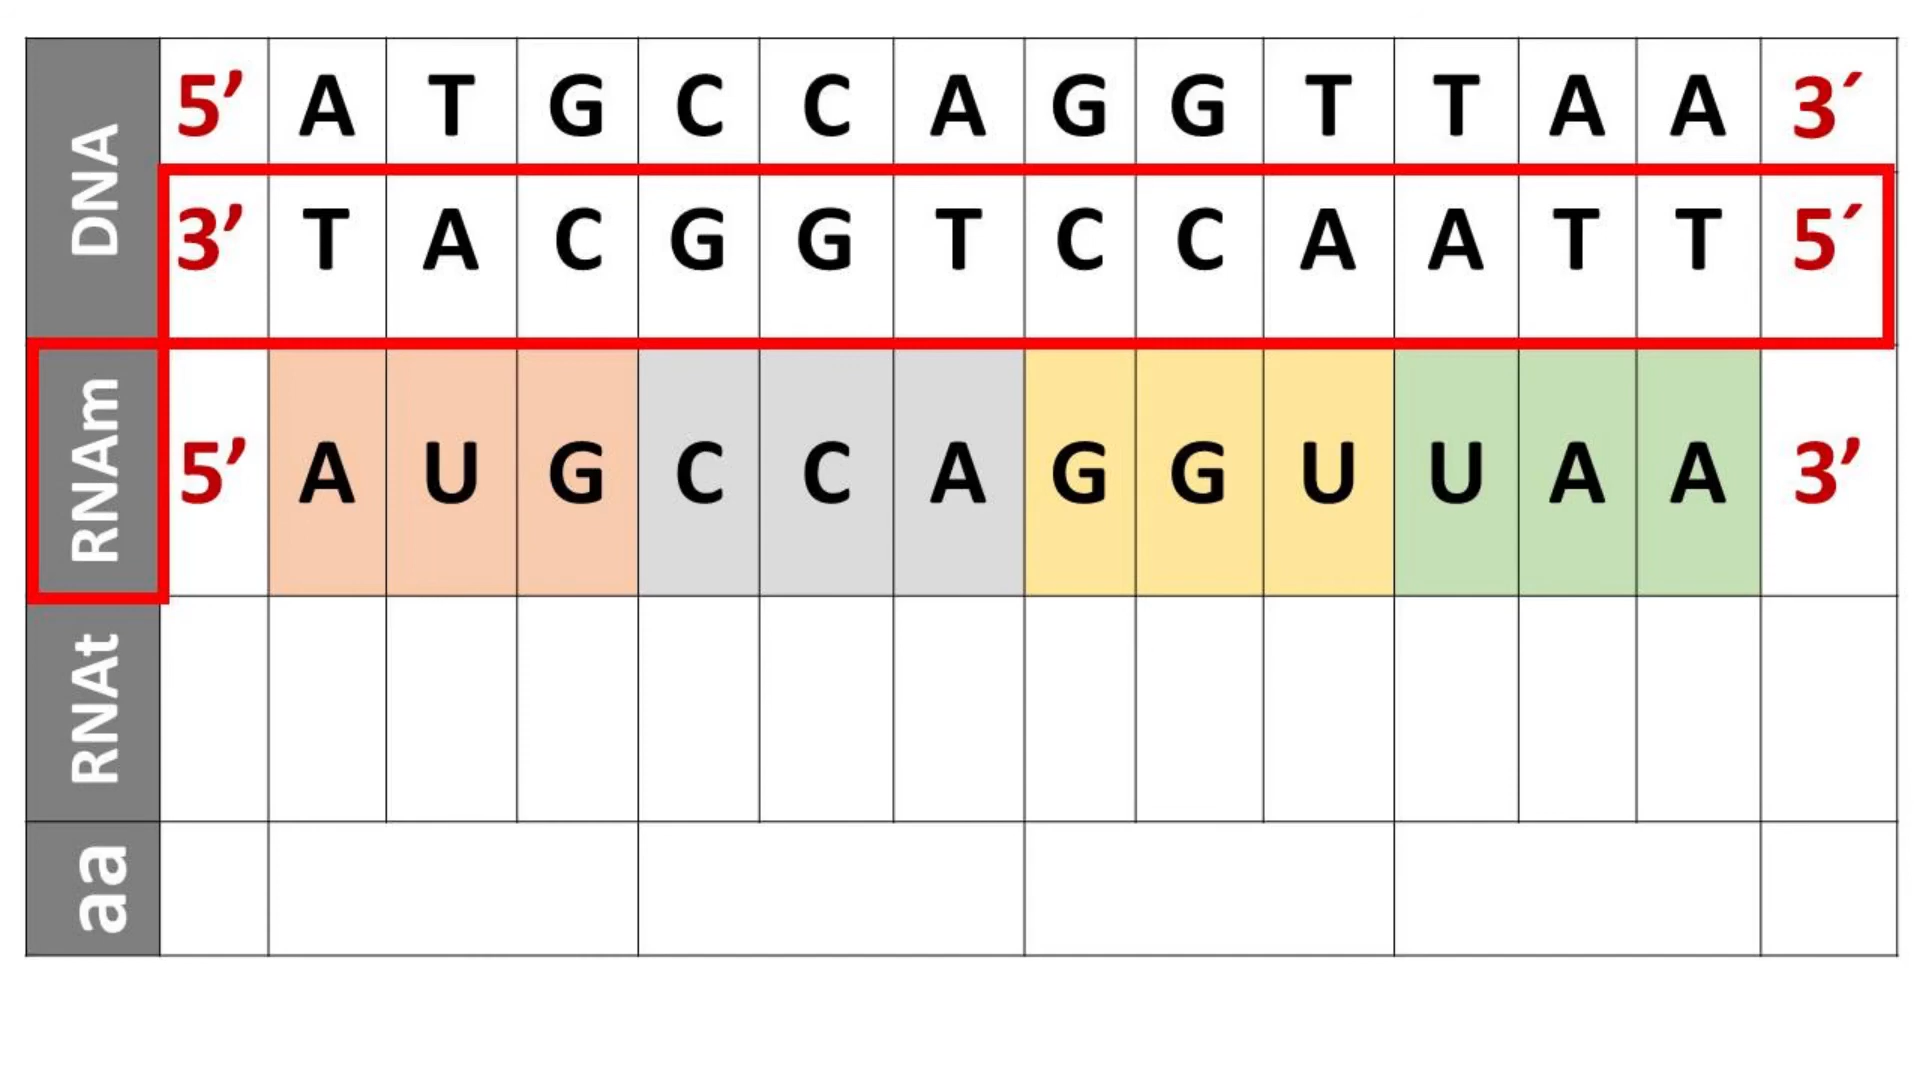 DNA
5’ A T G C C A G G T T A A 3´
3’ T A C G G T C C A A T T 5´
RNAm
5’ A U G C C A G G U U A A 3’
RNAt
aa